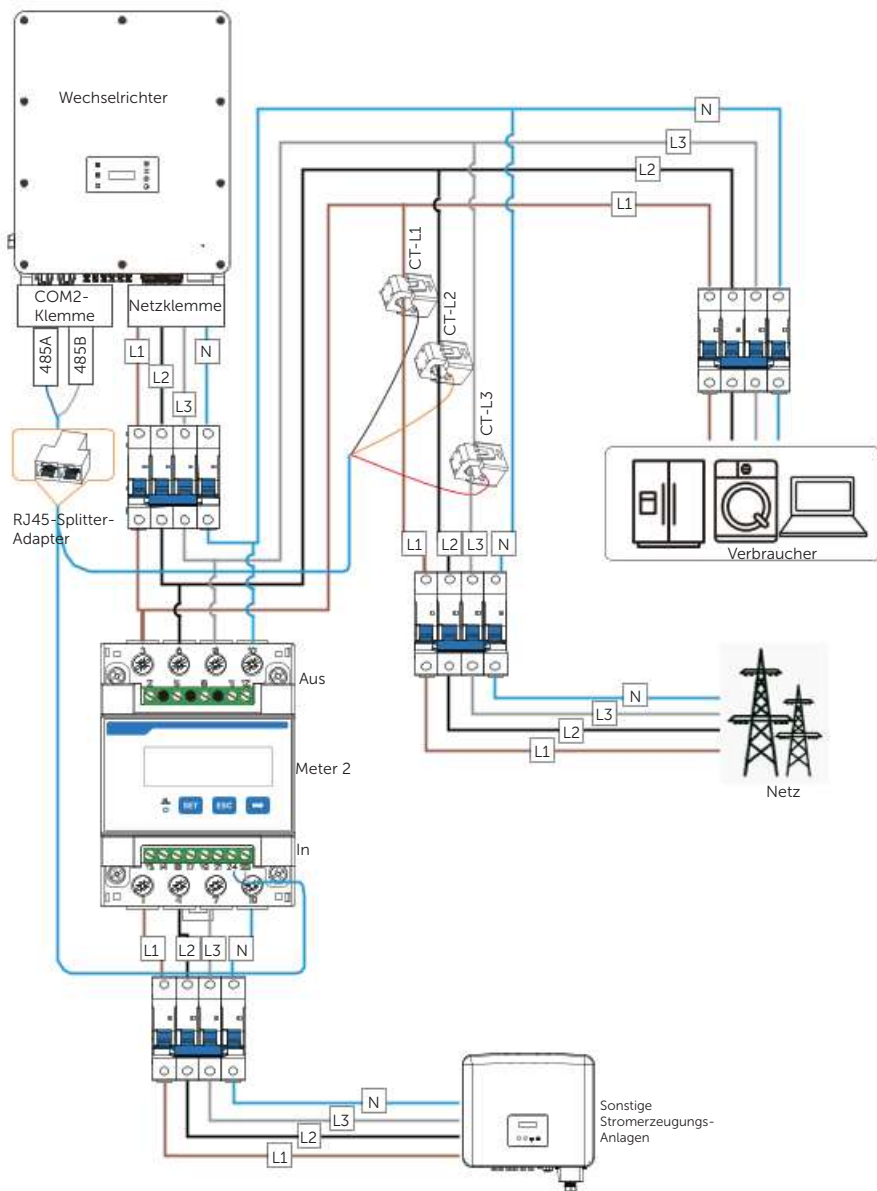 Wechselrichter
N
L3
L2
L1
CT-L1
CT-L2
CT-L3
COM2-
Klemme
Netzklemme
485A
485B
L1
L2
L3
N
RJ45-Splitter-
Adapter
L1
L2
L3
N
Verbraucher
Aus
Meter 2
SET
ESC
In
N
L3
L2
L1
Netz
L1
L2
L3
N
N
L3
L2
L1
Sonstige
Stromerzeugungs-
Anlagen